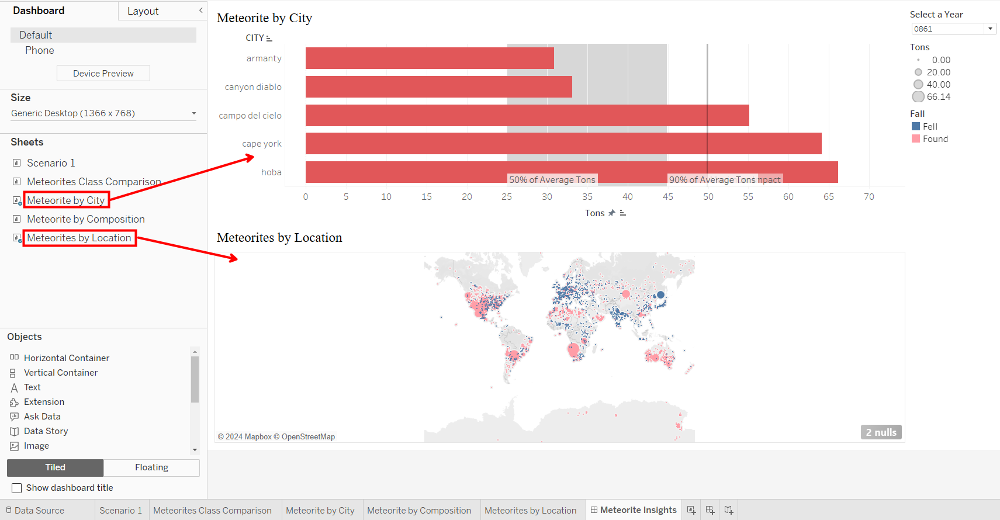 Dashboard
Layout
Default
Phone
Device Preview
Size
Generic Desktop (1366 x 768)
Sheets
Scenario 1
Meteorites Class Comparison
Meteorite by City
Meteorite by Composition
Meteorites by Location
Objects
Horizontal Container
Vertical Container
Text
Extension
Ask Data
Data Story
Image
Tiled
Floating
Show dashboard title
Meteorite by City
CITY
armanty
canyon diablo
campo del cielo
cape york
hoba
50% of Average Tons
90% of Average Tons mpact
0 5 10 15 20 25 30 35 40 45 50 55 60 65 70
Tons
Meteorites by Location
© 2024 Mapbox © OpenStreetMap
2 nulls
Select a Year
0861
Tons
0.00
20.00
40.00
66.14
Fall
Fell
Found
Data Source
Scenario 1
Meteorites Class Comparison
Meteorite by City
Meteorite by Composition
Meteorites by Location
Meteorite Insights